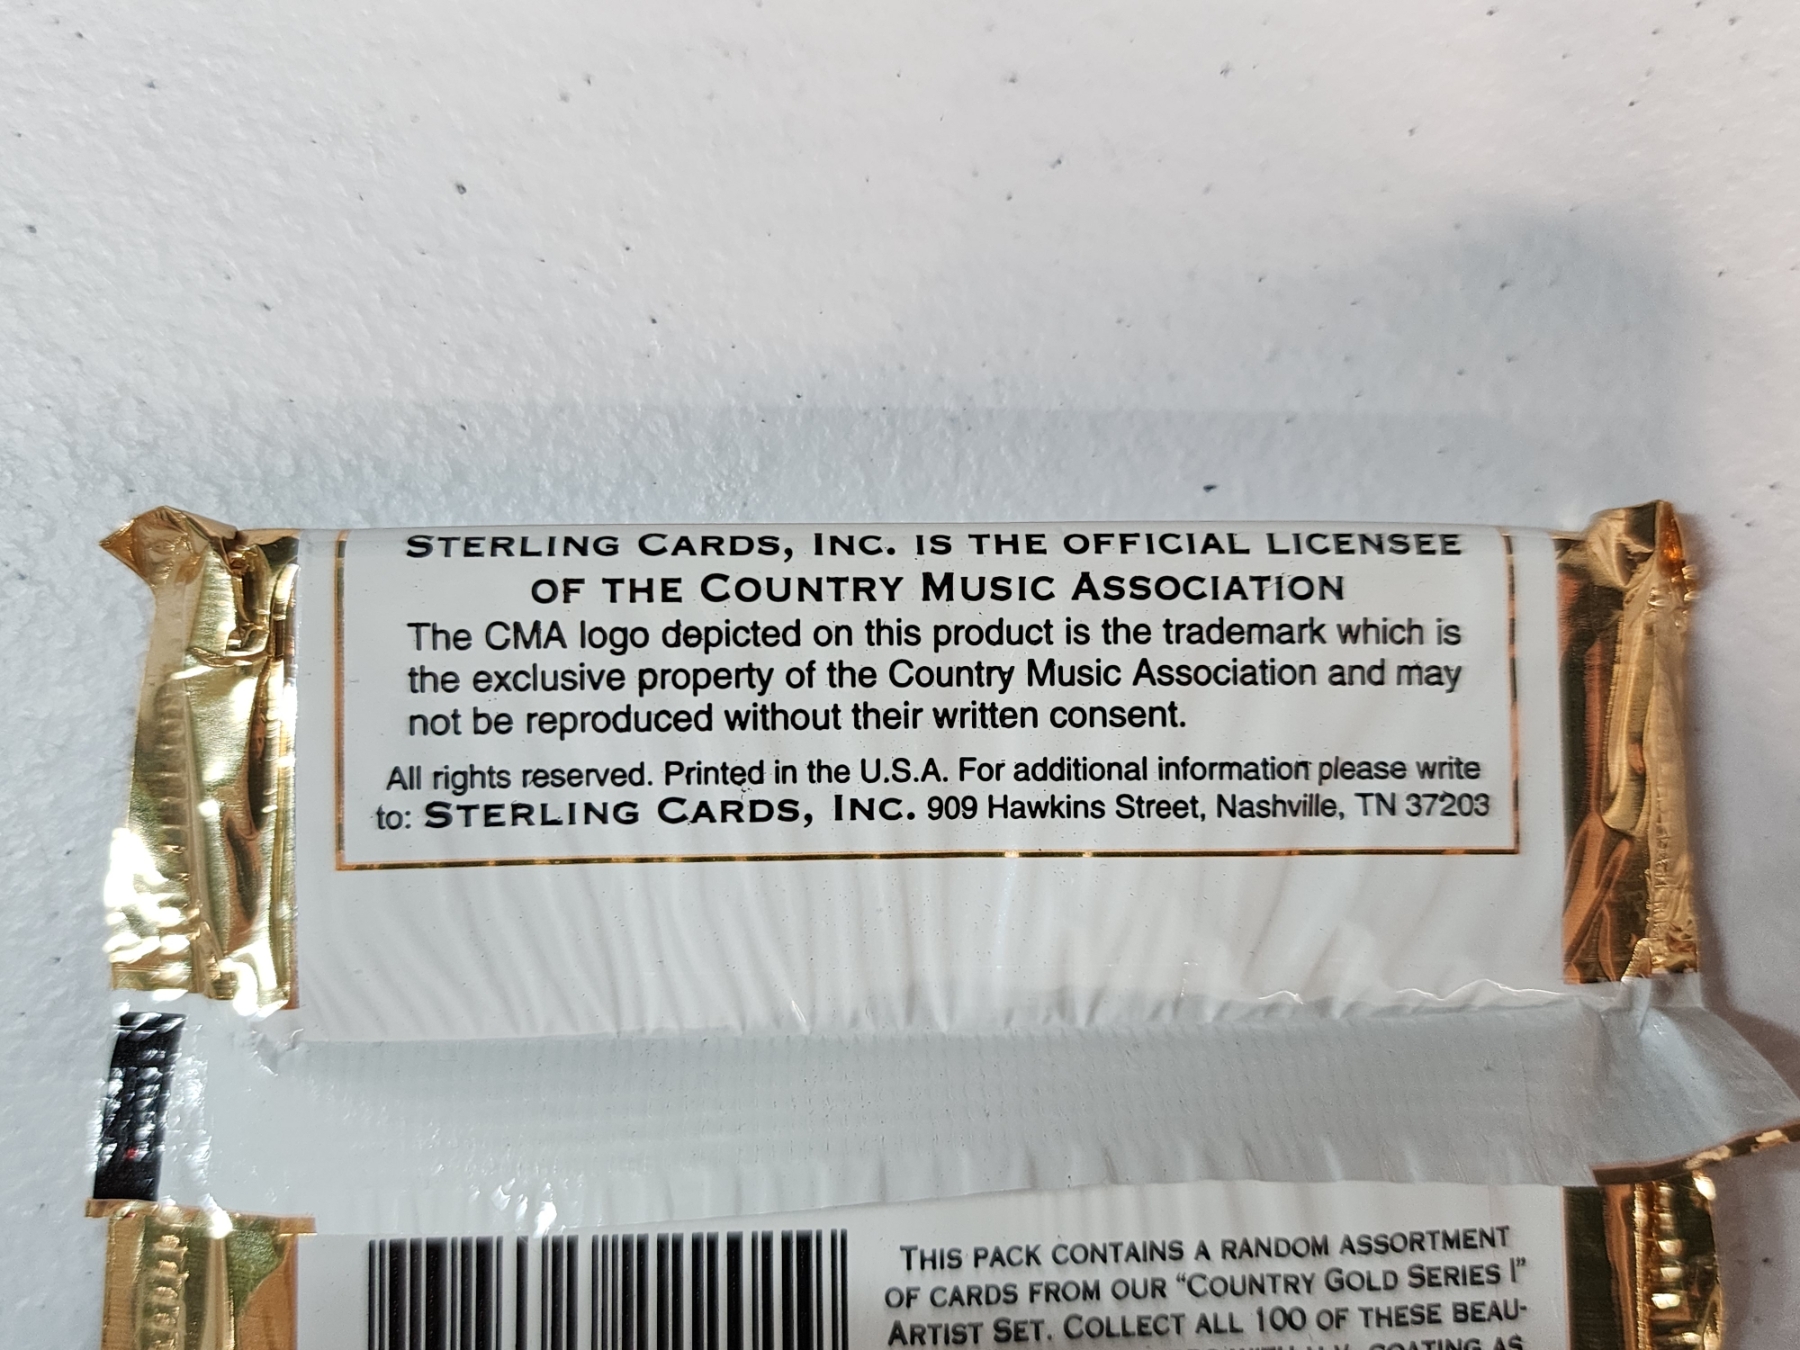 STERLING CARDS, INC. IS THE OFFICIAL LICENSEE
OF THE COUNTRY MUSIC ASSOCIATION
The CMA logo depicted on this product is the trademark which is
the exclusive property of the Country Music Association and may
not be reproduced without their written consent.
All rights reserved. Printed in the U.S.A. For additional information please write
to: STERLING CARDS, INC. 909 Hawkins Street, Nashville, TN 37203
THIS PACK CONTAINS A RANDOM ASSORTMENT
OF CARDS FROM OUR “COUNTRY GOLD SERIES I”
ARTIST SET. COLLECT ALL 100 OF THESE BEAU-
WITH U.V. COATING AS